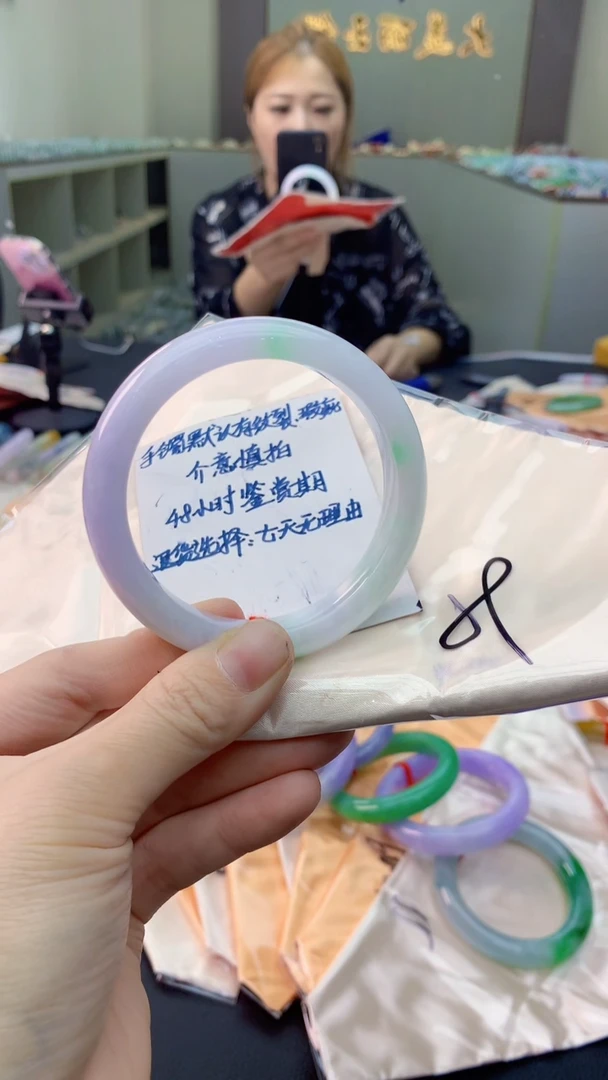 手镯默认有纹裂、瑕疵
介意慎拍
48小时鉴赏期
退货选择:七天无理由